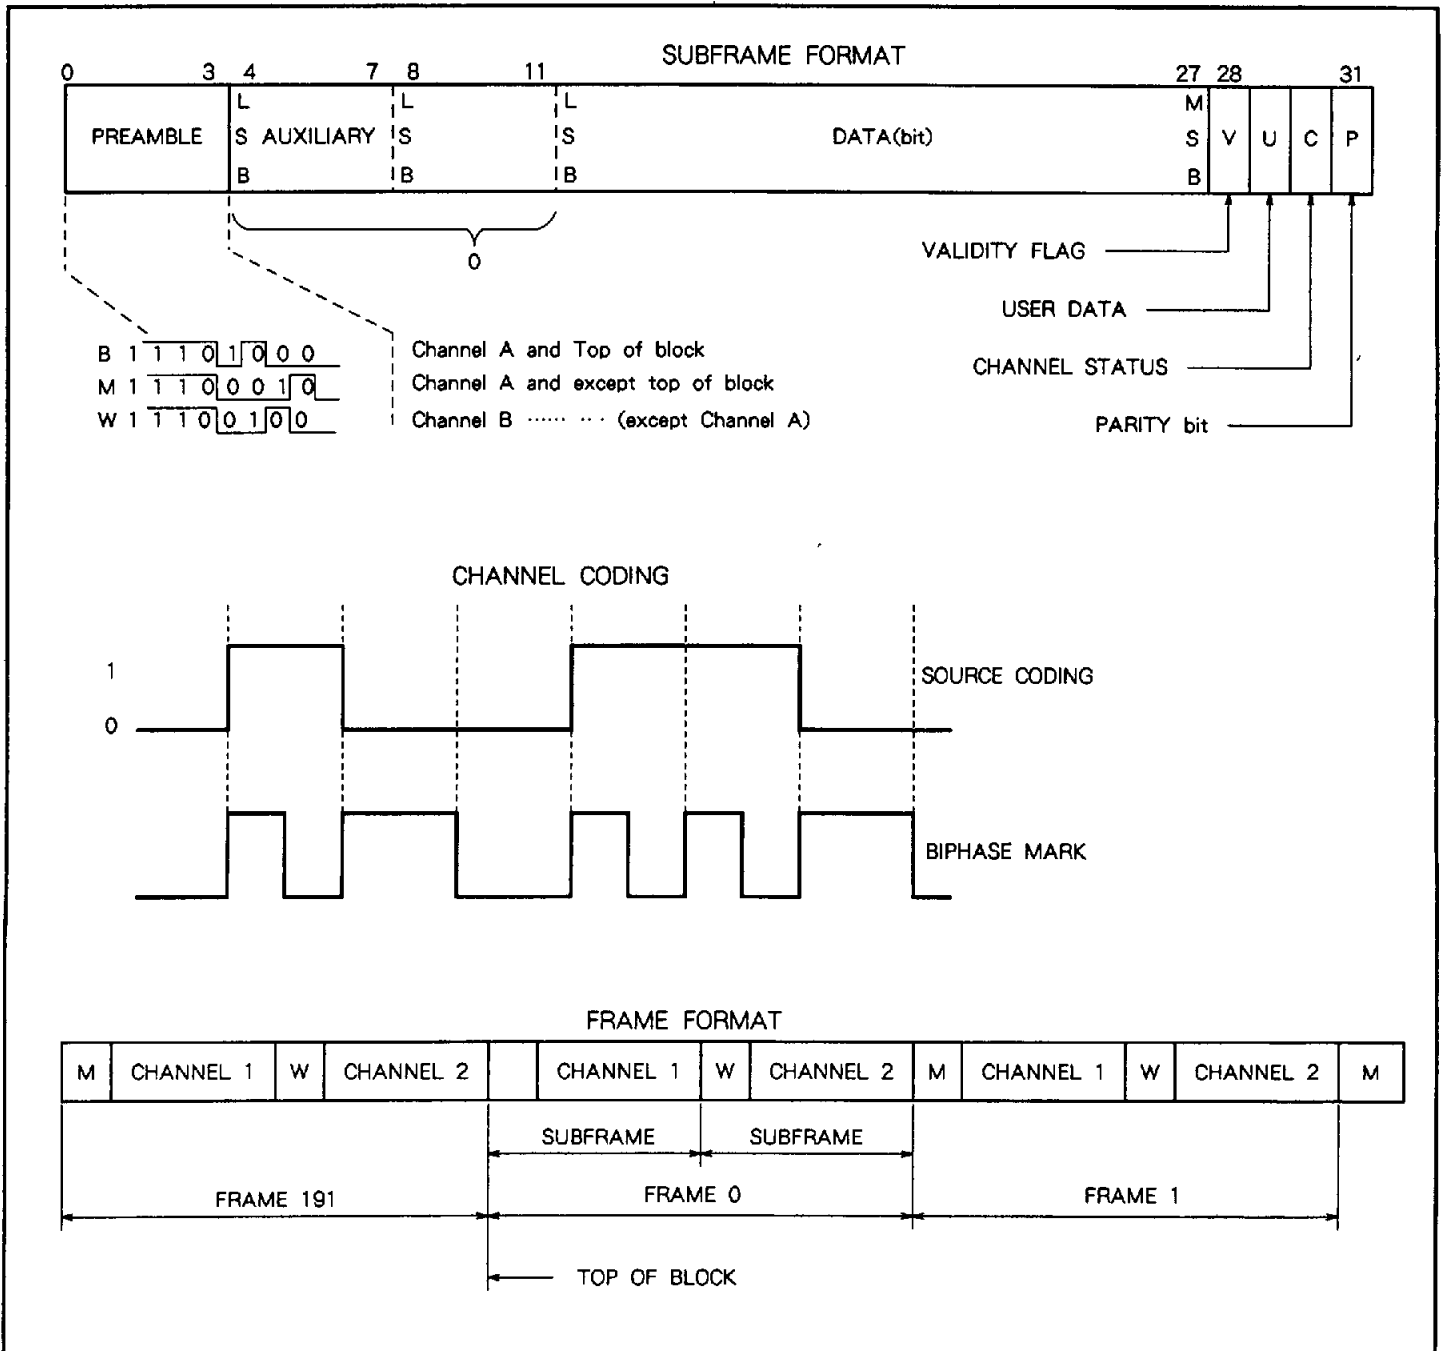 SUBFRAME FORMAT
0 3 4 7 8 11 27 28 31
PREAMBLE LSB AUXILIARY LSB LSB DATA(bit) MSB V U C P
0
VALIDITY FLAG
USER DATA
CHANNEL STATUS
PARITY bit
B 1 1 1 0 1 0 0 0 Channel A and Top of block
M 1 1 1 0 0 0 1 0 Channel A and except top of block
W 1 1 1 0 0 1 0 0 Channel B ...... ... (except Channel A)
CHANNEL CODING
1
0
SOURCE CODING
BIPHASE MARK
FRAME FORMAT
M CHANNEL 1 W CHANNEL 2 CHANNEL 1 W CHANNEL 2 M CHANNEL 1 W CHANNEL 2 M
SUBFRAME SUBFRAME
FRAME 191 FRAME 0 FRAME 1
TOP OF BLOCK